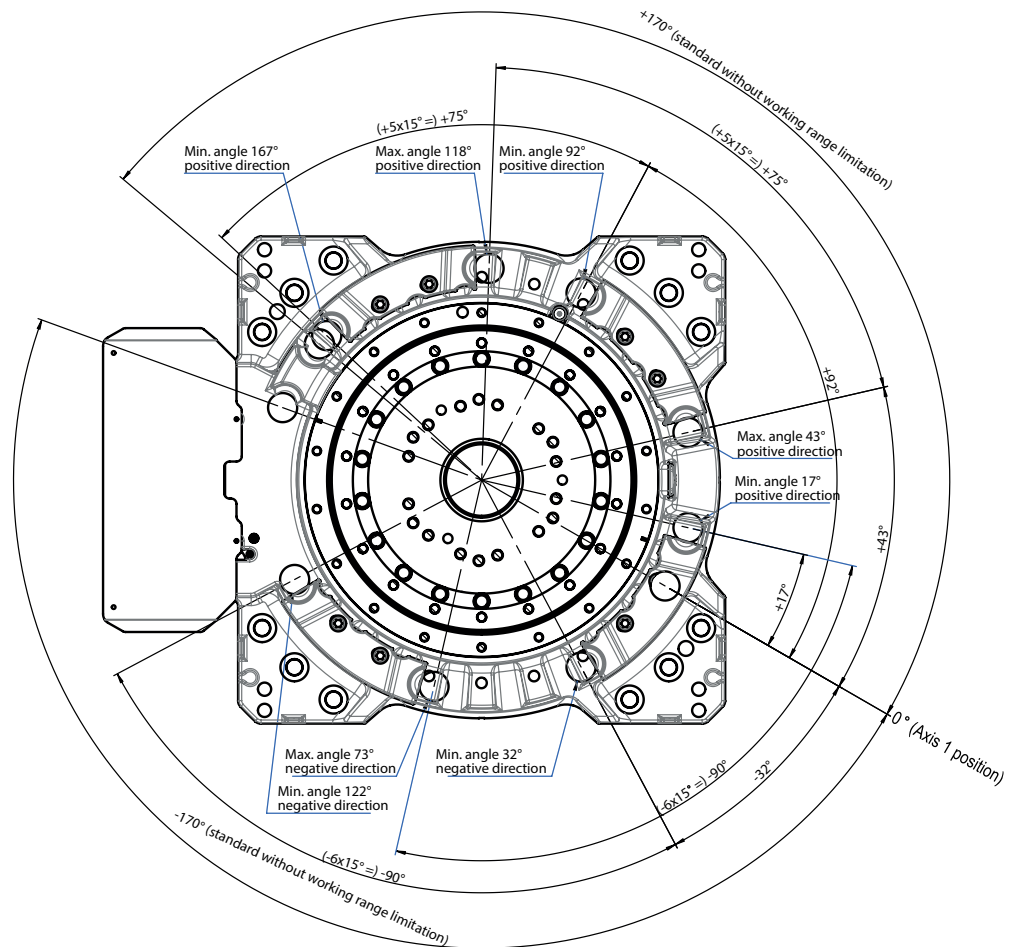 +170° (standard without working range limitation)
(+5x15° =) +75°
(+5x15° =) +75°
Min. angle 167°
positive direction
Max. angle 118°
positive direction
Min. angle 92°
positive direction
+92°
Max. angle 43°
positive direction
Min. angle 17°
positive direction
+43°
+17°
0 ° (Axis 1 position)
Max. angle 73°
negative direction
Min. angle 32°
negative direction
Min. angle 122°
negative direction
-32°
-6x15° =) -90°
(-6x15° =) -90°
-170° (standard without working range limitation)